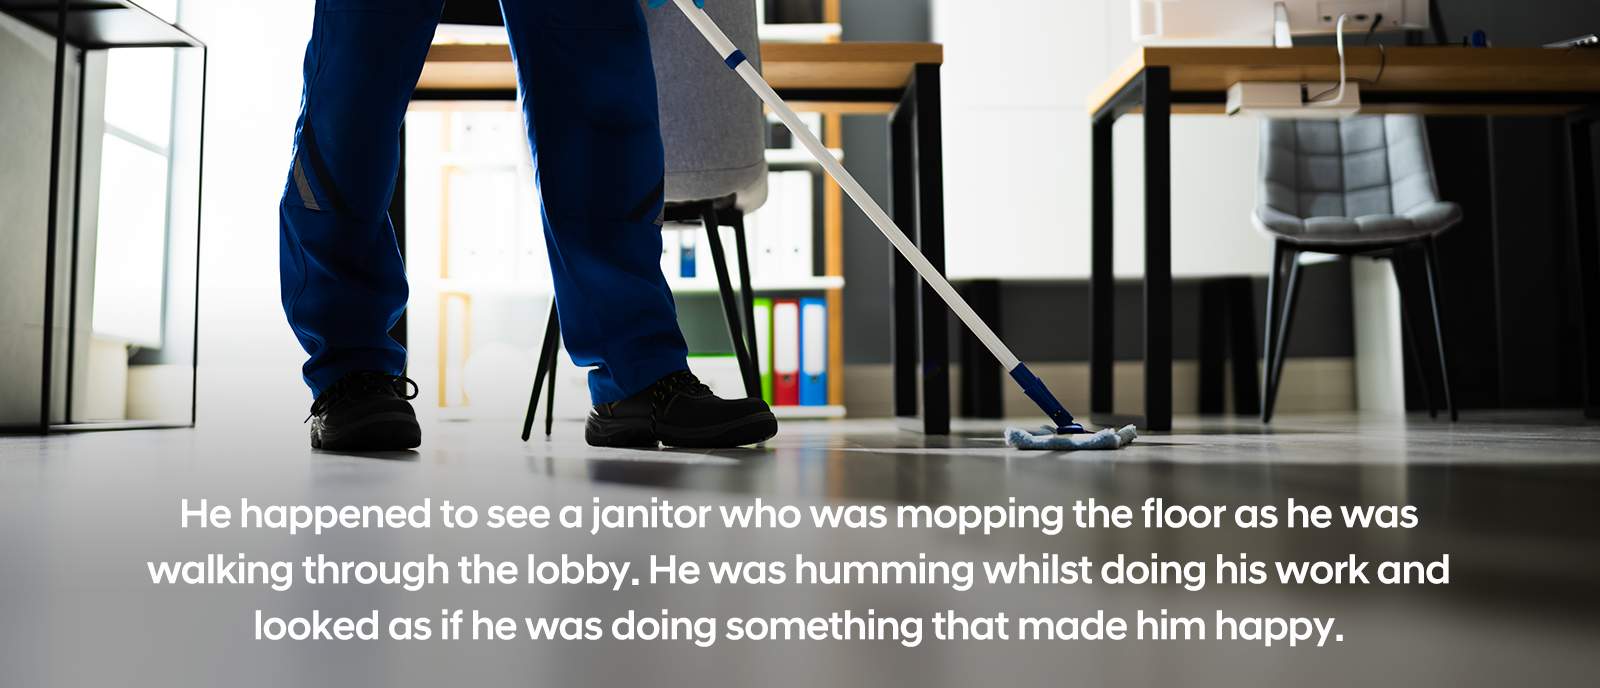 He happened to see a janitor who was mopping the floor as he was
walking through the lobby. He was humming whilst doing his work and
looked as if he was doing something that made him happy.